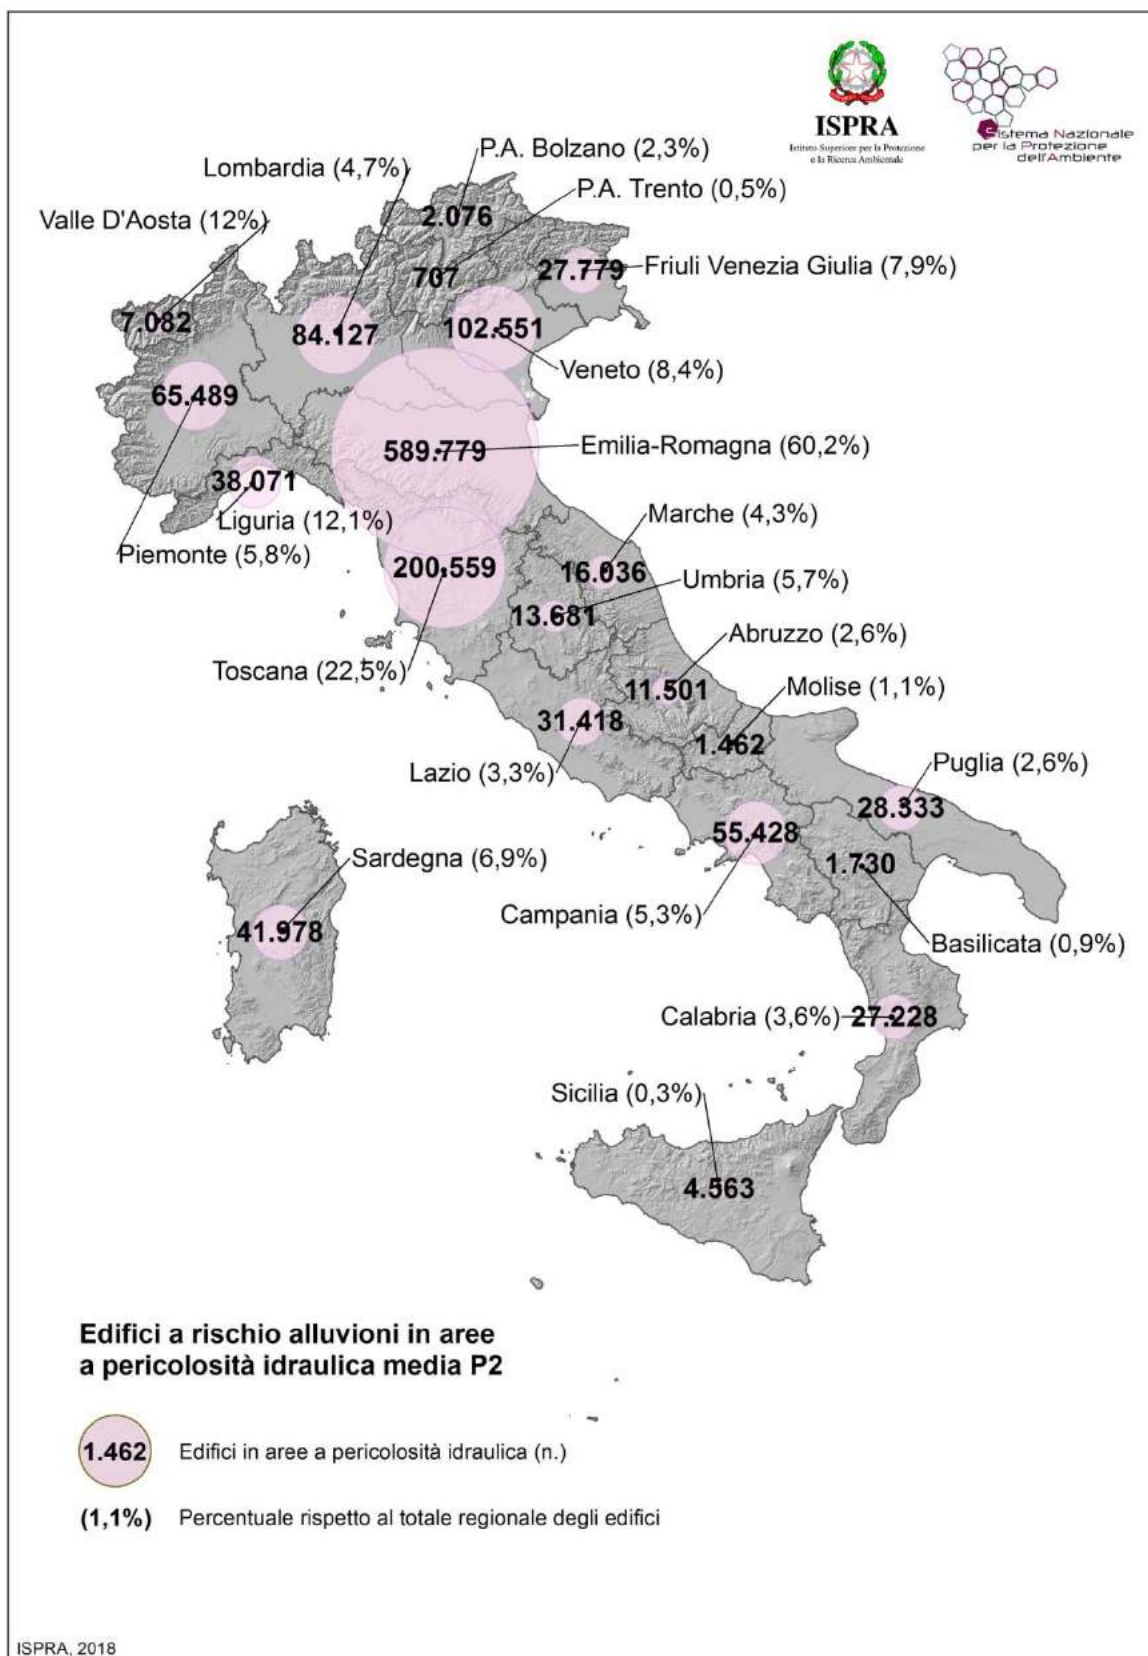 ISPRA
Istituto Superiore per la Protezione
e la Ricerca Ambientale
Sistema Nazionale
per la Protezione
dell'Ambiente
P.A. Bolzano (2,3%)
Lombardia (4,7%)
P.A. Trento (0,5%)
Valle D'Aosta (12%)
2.076
Friuli Venezia Giulia (7,9%)
27.779
707
7.082
84.127
102.551
Veneto (8,4%)
65.489
Emilia-Romagna (60,2%)
589.779
38.071
Liguria (12,1%)
Marche (4,3%)
Piemonte (5,8%)
200.559
16.036
Umbria (5,7%)
13.681
Abruzzo (2,6%)
Toscana (22,5%)
11.501
Molise (1,1%)
31.418
1.462
Lazio (3,3%)
Puglia (2,6%)
28.333
55.428
Sardegna (6,9%)
1.730
Campania (5,3%)
41.978
Basilicata (0,9%)
Calabria (3,6%)
27.228
Sicilia (0,3%)
4.563
Edifici a rischio alluvioni in aree
a pericolosità idraulica media P2
1.462 Edifici in aree a pericolosità idraulica (n.)
(1,1%) Percentuale rispetto al totale regionale degli edifici
ISPRA, 2018